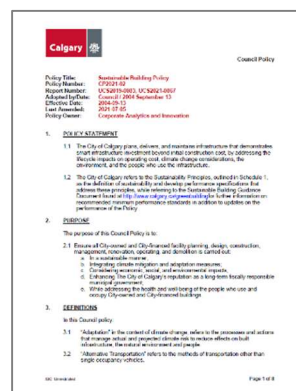 Calgary
Council Policy
Policy Title: Sustainable Building Policy
Policy Number: CP2021-02
Report Number: UCS2019-0003, UCS2021-0867
Adopted by/Date: Council / 2004 September 13
Effective Date: 2004-09-13
Last Amended: 2021-07-05
Policy Owner: Corporate Analytics and Innovation
1. POLICY STATEMENT
1.1 The City of Calgary plans, delivers, and maintains infrastructure that demonstrates
smart infrastructure investment beyond initial construction cost, by addressing the
lifecycle impacts on operating cost, climate change considerations, the
environment, and the people who use the infrastructure.
1.2 The City of Calgary refers to the Sustainability Principles, outlined in Schedule 1,
as the definition of sustainability and develop performance specifications that
address these principles, while referring to the Sustainable Building Guidance
Document found at http://www.calgary.ca/greenbuilding for further information on
recommended minimum performance standards in addition to updates on the
performance of the Policy.
2. PURPOSE
The purpose of this Council Policy is to:
2.1 Ensure all City-owned and City-financed facility planning, design, construction,
management, renovation, operating, and demolition is carried out:
a. In a sustainable manner;
b. Integrating climate mitigation and adaptation measures;
c. Considering economic, social, and environmental impacts;
d. Enhancing The City of Calgary's reputation as a long term fiscally responsible
municipal government;
e. While addressing the health and well-being of the people who use and
occupy City-owned and City-financed buildings.
3. DEFINITIONS
In this Council policy:
3.1 "Adaptation" in the context of climate change, refers to the processes and actions
that manage actual and projected climate risk to reduce effects on built
infrastructure, the natural environment and people.
3.2 "Alternative Transportation" refers to the methods of transportation other than
single occupancy vehicles.
Page 1 of 8